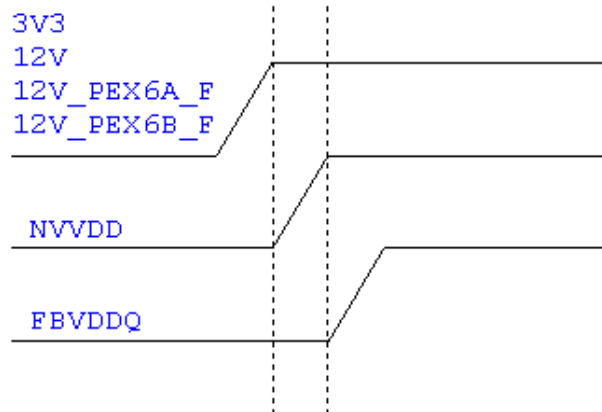 3V3
12V
12V_PEX6A_F
12V_PEX6B_F
NVVDD
FBVDDQ